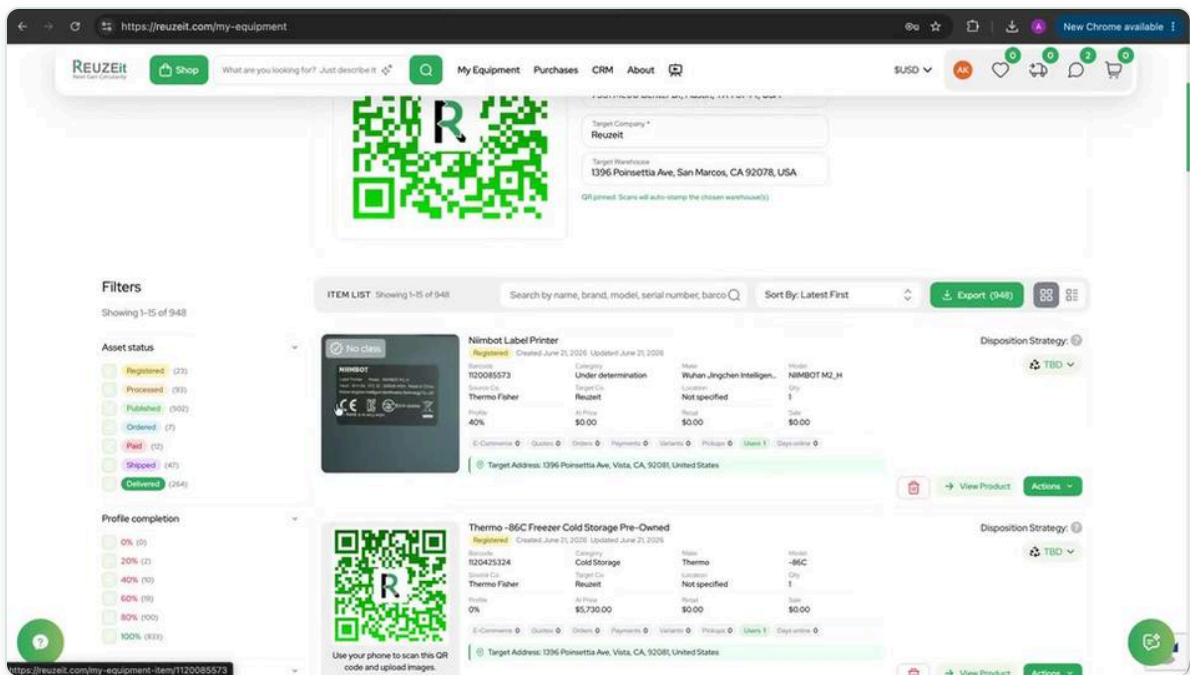 https://reuzeit.com/my-equipment
New Chrome available
REUZEit
Next Gen Circularity
Shop
What are you looking for? Just describe it
My Equipment Purchases CRM About
$USD
AK
0
0
2
0
Target Company *
Reuzeit
Target Warehouse
1396 Poinsettia Ave, San Marcos, CA 92078, USA
QR pinned. Scans will auto-stamp the chosen warehouse(s)
Filters
Showing 1-15 of 948
Asset status
Registered (23)
Processed (93)
Published (502)
Ordered (7)
Paid (12)
Shipped (47)
Delivered (264)
Profile completion
0% (0)
20% (2)
40% (10)
60% (19)
80% (100)
100% (833)
ITEM LIST Showing 1-15 of 948
Search by name, brand, model, serial number, barco
Sort By: Latest First
Export (948)
No class
NIIMBOT
Niimbot Label Printer
Registered Created June 21, 2026 Updated June 21, 2026
Barcode Category Make Model
1120085573 Under determination Wuhan Jingchen Intelligen... NIIMBOT M2_H
Source Co. Target Co. Location Qty
Thermo Fisher Reuzeit Not specified 1
Profile AI Price Retail Sale
40% $0.00 $0.00 $0.00
E-Commerce 0 Quotes 0 Orders 0 Payments 0 Variants 0 Pickups 0 Users 1 Days online 0
Target Address: 1396 Poinsettia Ave, Vista, CA, 92081, United States
Disposition Strategy:
TBD
View Product
Actions
Thermo -86C Freezer Cold Storage Pre-Owned
Registered Created June 21, 2026 Updated June 21, 2026
Barcode Category Make Model
1120425324 Cold Storage Thermo -86C
Source Co. Target Co. Location Qty
Thermo Fisher Reuzeit Not specified 1
Profile AI Price Retail Sale
0% $5,730.00 $0.00 $0.00
E-Commerce 0 Quotes 0 Orders 0 Payments 0 Variants 0 Pickups 0 Users 1 Days online 0
Target Address: 1396 Poinsettia Ave, Vista, CA, 92081, United States
Disposition Strategy:
TBD
View Product
Actions
Use your phone to scan this QR
code and upload images.
https://reuzeit.com/my-equipment-item/1120085573